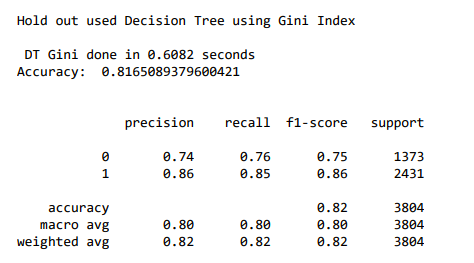 Hold out used Decision Tree using Gini Index
DT Gini done in 0.6082 seconds
Accuracy: 0.8165089379600421
precision recall f1-score support
0 0.74 0.76 0.75 1373
1 0.86 0.85 0.86 2431
accuracy 0.82 3804
macro avg 0.80 0.80 0.80 3804
weighted avg 0.82 0.82 0.82 3804